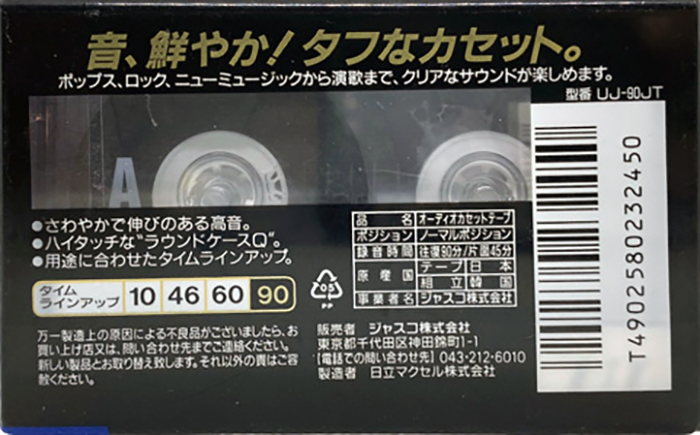 音、鮮やか! タフなカセット。
ポップス、ロック、ニューミュージックから演歌まで、クリアなサウンドが楽しめます。
型番 UJ-90JT
A
●さわやかで伸びのある高音。
●ハイタッチな"ラウンドケースQ"。
●用途に合わせたタイムラインアップ。
タイム
ラインアップ 10 46 60 90
05
PP
品名 オーディオカセットテープ
ポジション ノーマルポジション
録音時間 往復90分/片面45分
原産国 テープ 日本
組立 韓国
事業者名 ジャスコ株式会社
万一製造上の原因による不良品がございましたら、お
買い上げ店又は、問い合わせ先までご連絡ください。
新しい製品とお取り替え致します。それ以外の責はご容
赦ください。
販売者 ジャスコ株式会社
東京都千代田区神田錦町1-1
【電話での問い合わせ先】043-212-6010
製造者 日立マクセル株式会社
T4902580232450